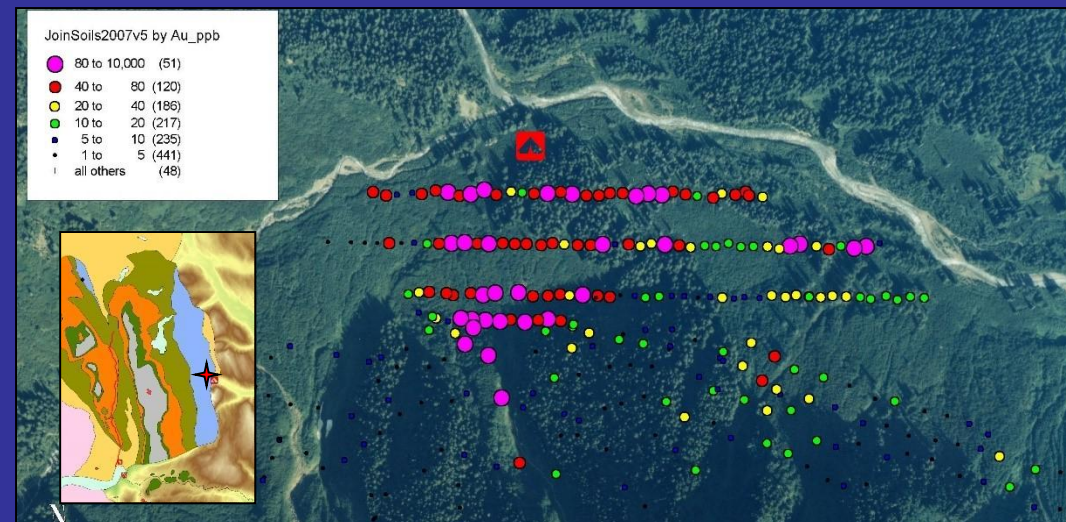 JoinSoils2007v5 by Au_ppb
80 to 10,000 (51)
40 to 80 (120)
20 to 40 (186)
10 to 20 (217)
5 to 10 (235)
1 to 5 (441)
all others (48)